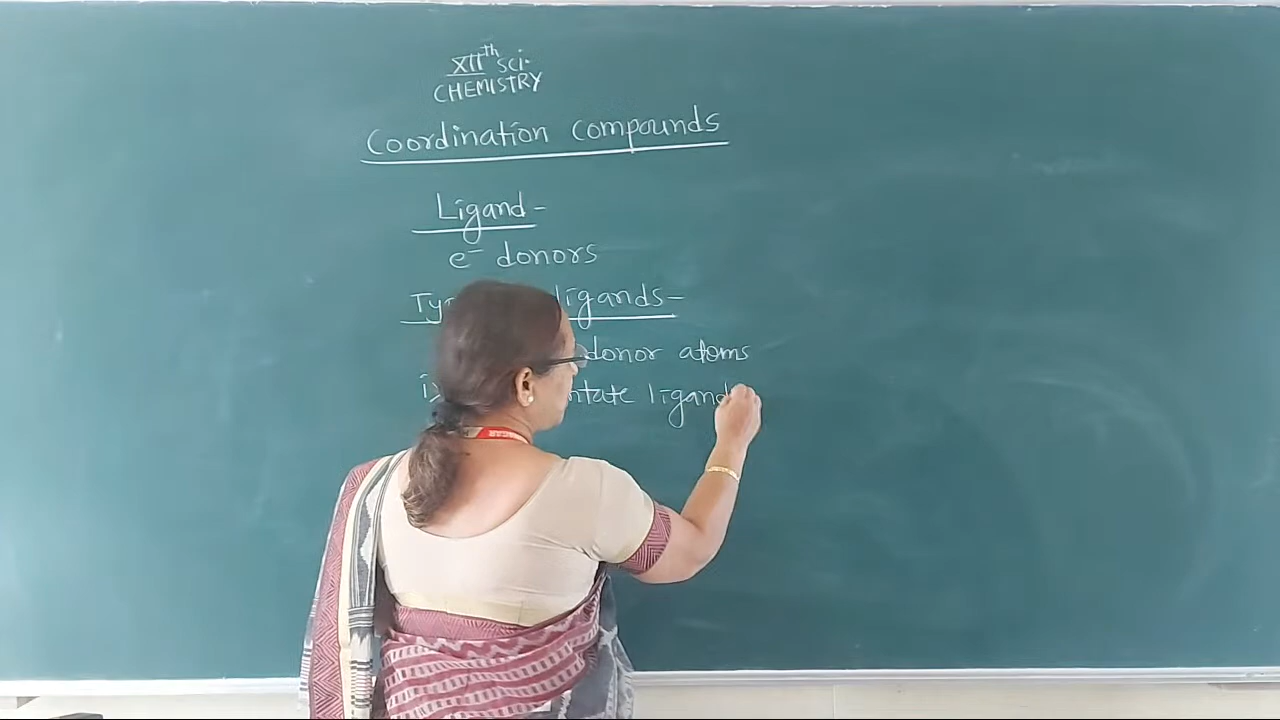 XIIth sci.
CHEMISTRY
Coordination compounds
Ligand-
e- donors
ligands-
donor atoms
ligand